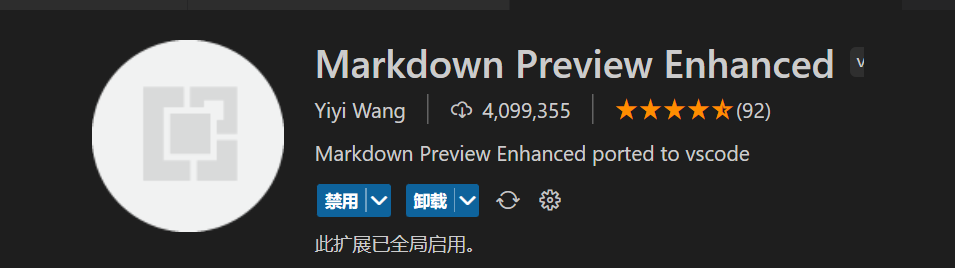 Markdown Preview Enhanced v
Yiyi Wang 4,099,355 (92)
Markdown Preview Enhanced ported to vscode
禁用 卸载
此扩展已全局启用。